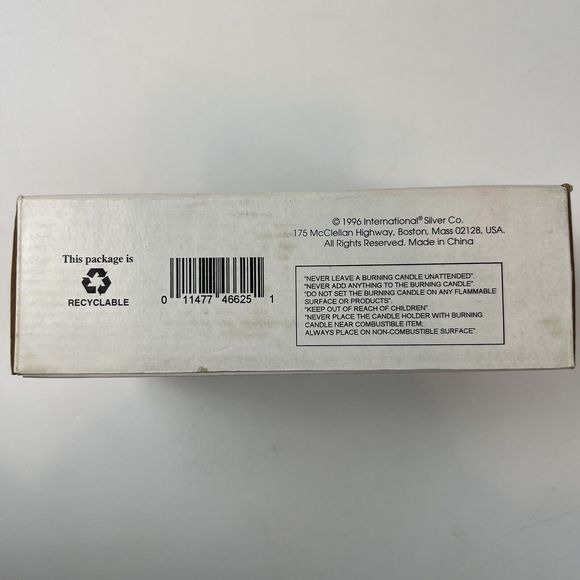 © 1996 International® Silver Co.
175 McClellan Highway, Boston, Mass 02128, USA.
All Rights Reserved. Made in China
This package is
RECYCLABLE
0 11477 46625 1
"NEVER LEAVE A BURNING CANDLE UNATTENDED".
"NEVER ADD ANYTHING TO THE BURNING CANDLE".
"DO NOT SET THE BURNING CANDLE ON ANY FLAMMABLE
SURFACE OR PRODUCTS".
"KEEP OUT OF REACH OF CHILDREN"
"NEVER PLACE THE CANDLE HOLDER WITH BURNING
CANDLE NEAR COMBUSTIBLE ITEM;
ALWAYS PLACE ON NON-COMBUSTIBLE SURFACE".